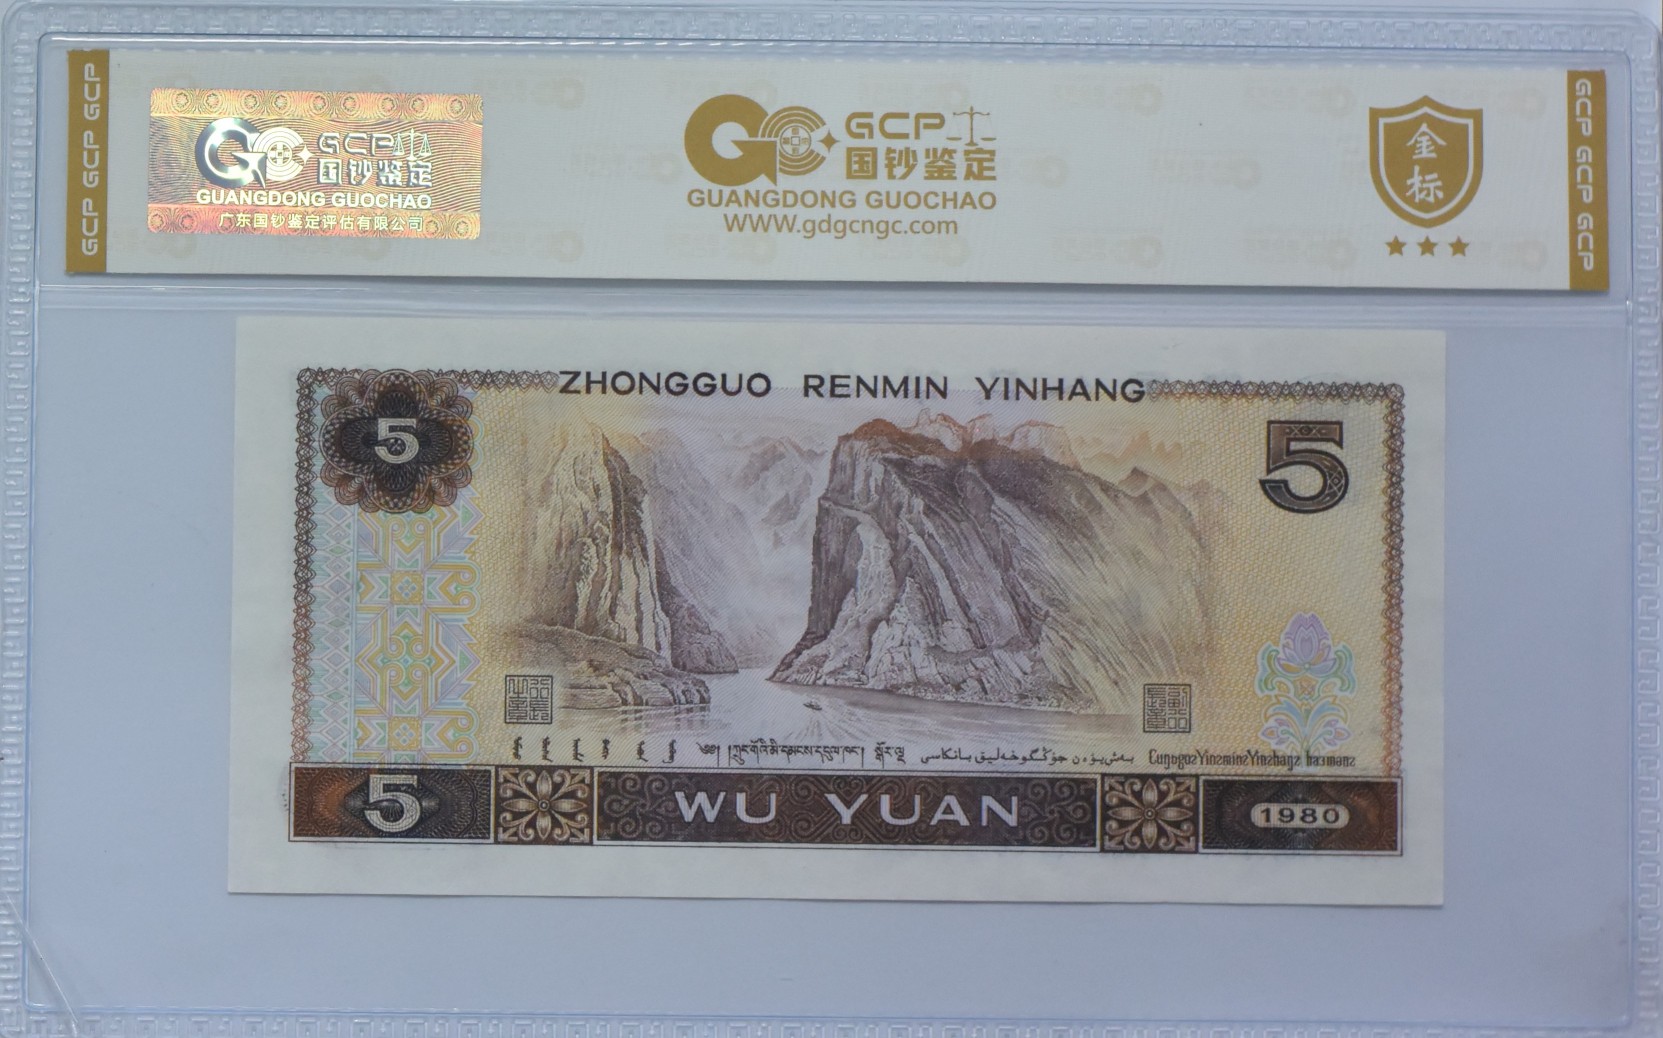 GCP GCP GCP
GCP
国钞鉴定
GUANGDONG GUOCHAO
广东国钞鉴定评估有限公司
GCP
国钞鉴定
GUANGDONG GUOCHAO
WWW.gdgcngc.com
金标
GCP GCP GCP
ZHONGGUO RENMIN YINHANG
5
5
5
WU YUAN
1980